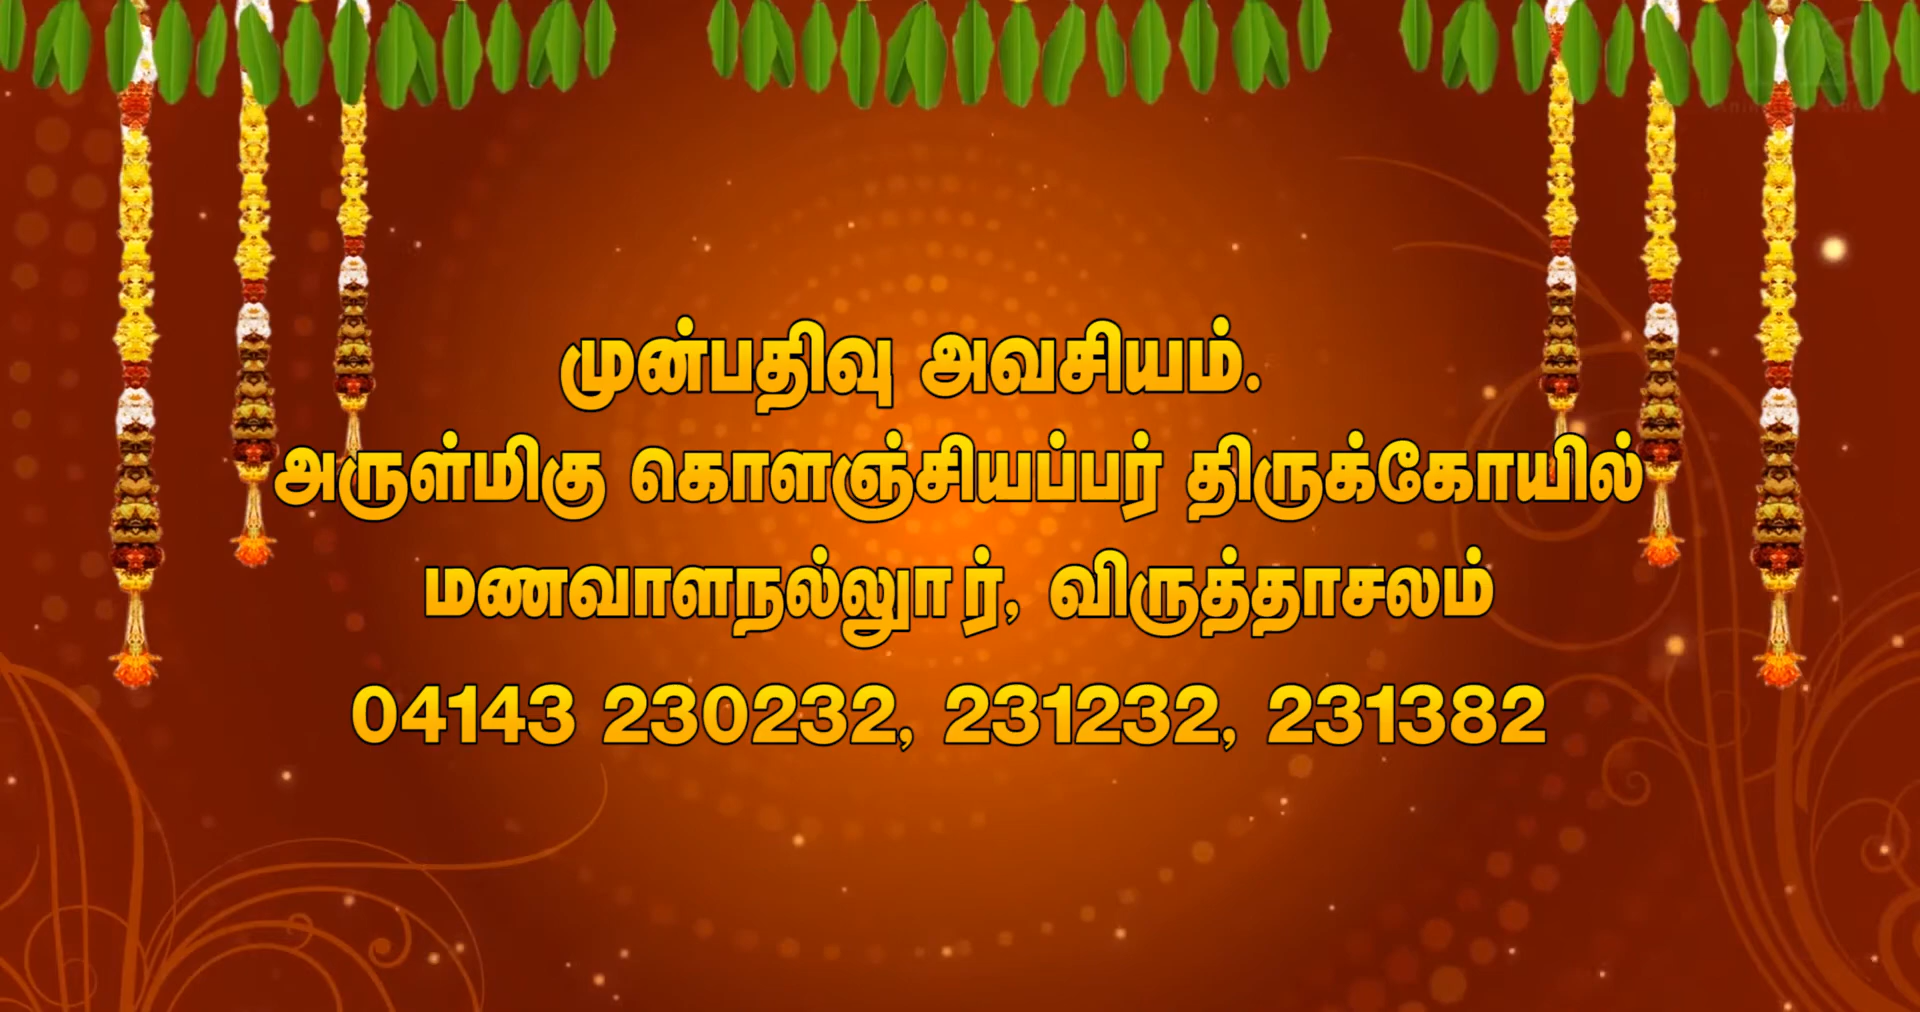 முன்பதிவு அவசியம்.
அருள்மிகு கொளஞ்சியப்பர் திருக்கோயில்
மணவாளநல்லூர், விருத்தாசலம்
04143 230232, 231232, 231382